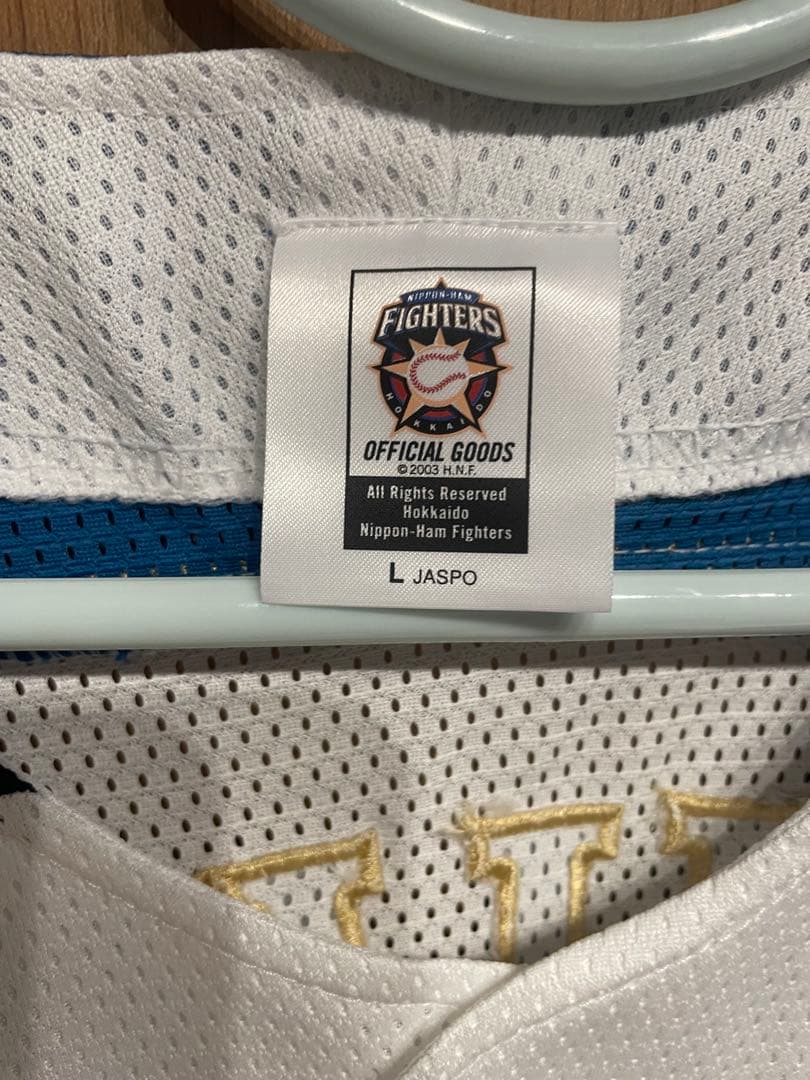 NIPPON-HAM
FIGHTERS
HOKKAIDO
OFFICIAL GOODS
©2003 H.N.F.
All Rights Reserved
Hokkaido
Nippon-Ham Fighters
L JASPO